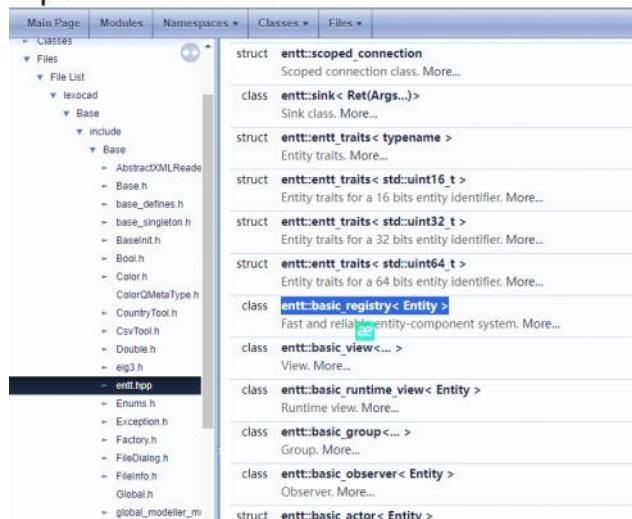 Main Page Modules Namespaces Classes Files
Classes
Files
File List
lexocad
Base
include
Base
AbstractXMLReade
Base.h
base_defines.h
base_singleton.h
BaseInit.h
Bool.h
Color.h
ColorQMetaType.h
CountryTool.h
CsvTool.h
Double.h
eig3.h
entt.hpp
Enums.h
Exception.h
Factory.h
FileDialog.h
FileInfo.h
Global.h
global_modeller_m
struct entt::scoped_connection
Scoped connection class. More...
class entt::sink< Ret(Args...)>
Sink class. More...
struct entt::entt_traits< typename >
Entity traits. More...
struct entt::entt_traits< std::uint16_t >
Entity traits for a 16 bits entity identifier. More...
struct entt::entt_traits< std::uint32_t >
Entity traits for a 32 bits entity identifier. More...
struct entt::entt_traits< std::uint64_t >
Entity traits for a 64 bits entity identifier. More...
class entt::basic_registry< Entity >
Fast and reliable entity-component system. More...
æ
class entt::basic_view<... >
View. More...
class entt::basic_runtime_view< Entity >
Runtime view. More...
class entt::basic_group<... >
Group. More...
class entt::basic_observer< Entity >
Observer. More...
struct entt::basic_actor< Entity >